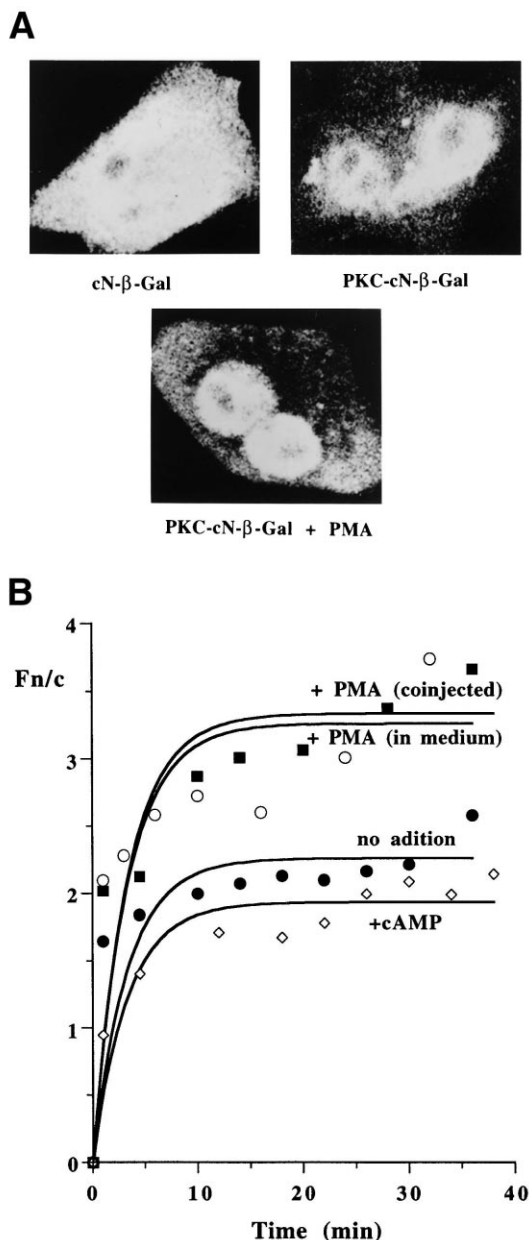 A
cN-β-Gal
PKC-cN-β-Gal
PKC-cN-β-Gal + PMA
B
Fn/c
4
3
2
1
0
+ PMA (coinjected)
+ PMA (in medium)
no adition
+cAMP
0
10
20
30
40
Time (min)